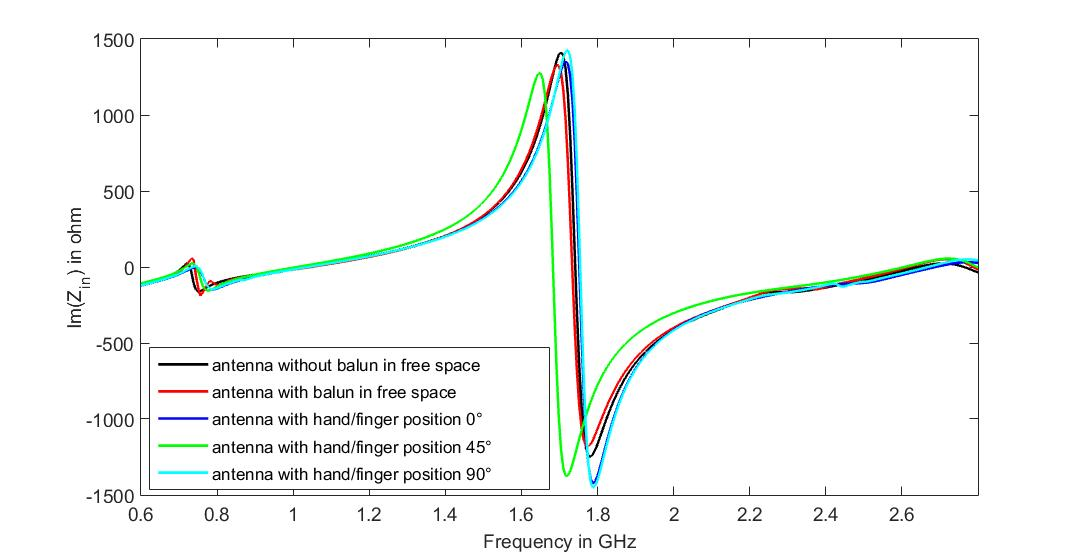 1500
1000
500
0
-500
-1000
-1500
Im(Zin) in ohm
antenna without balun in free space
antenna with balun in free space
antenna with hand/finger position 0°
antenna with hand/finger position 45°
antenna with hand/finger position 90°
0.6 0.8 1 1.2 1.4 1.6 1.8 2 2.2 2.4 2.6
Frequency in GHz